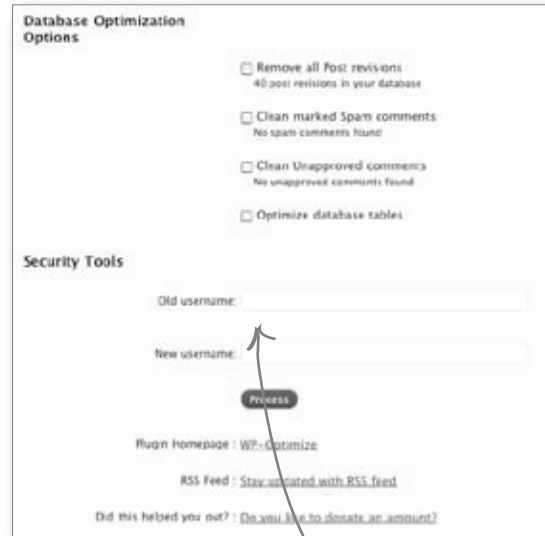 Database Optimization
Options
Remove all Post revisions
40 post revisions in your database
Clean marked Spam comments
No spam comments found
Clean Unapproved comments
No unapproved comments found
Optimize database tables
Security Tools
Old username:
New username:
Process
Plugin Homepage : WP-Optimize
RSS Feed : Stay updated with RSS feed
Did this helped you out? : Do you like to donate an amount?